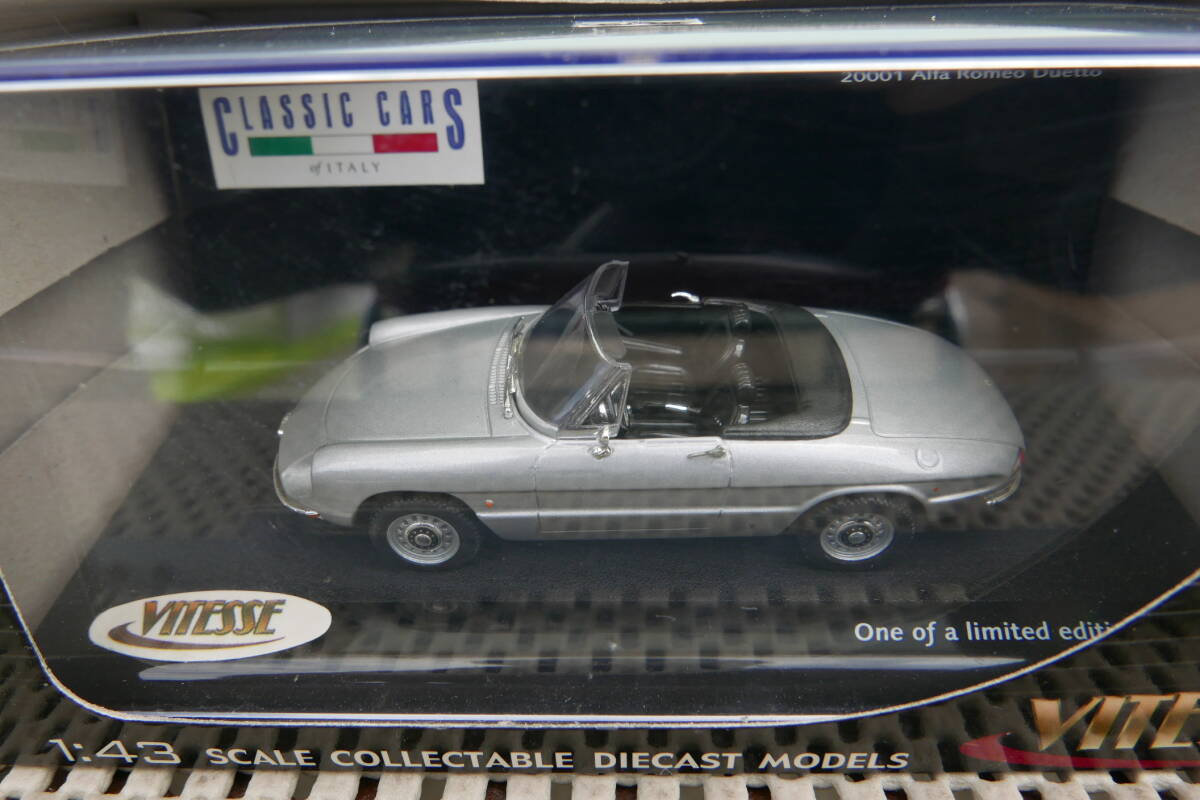 20001 Alfa Romeo Duetto
CLASSIC CARS
of ITALY
VITESSE
One of a limited editi
VITE
1:43 SCALE COLLECTABLE DIECAST MODELS